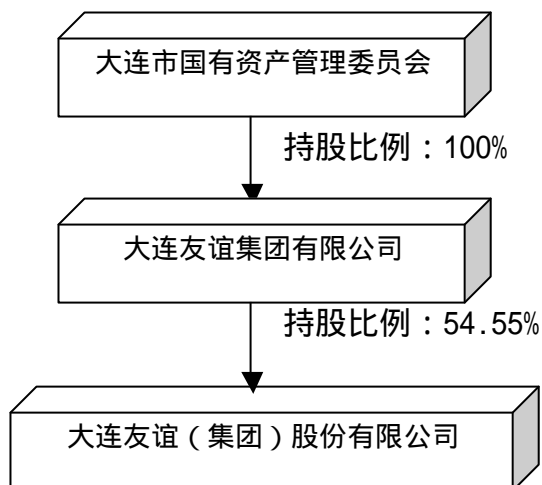 大连市国有资产管理委员会
持股比例：100%
大连友谊集团有限公司
持股比例：54.55%
大连友谊（集团）股份有限公司